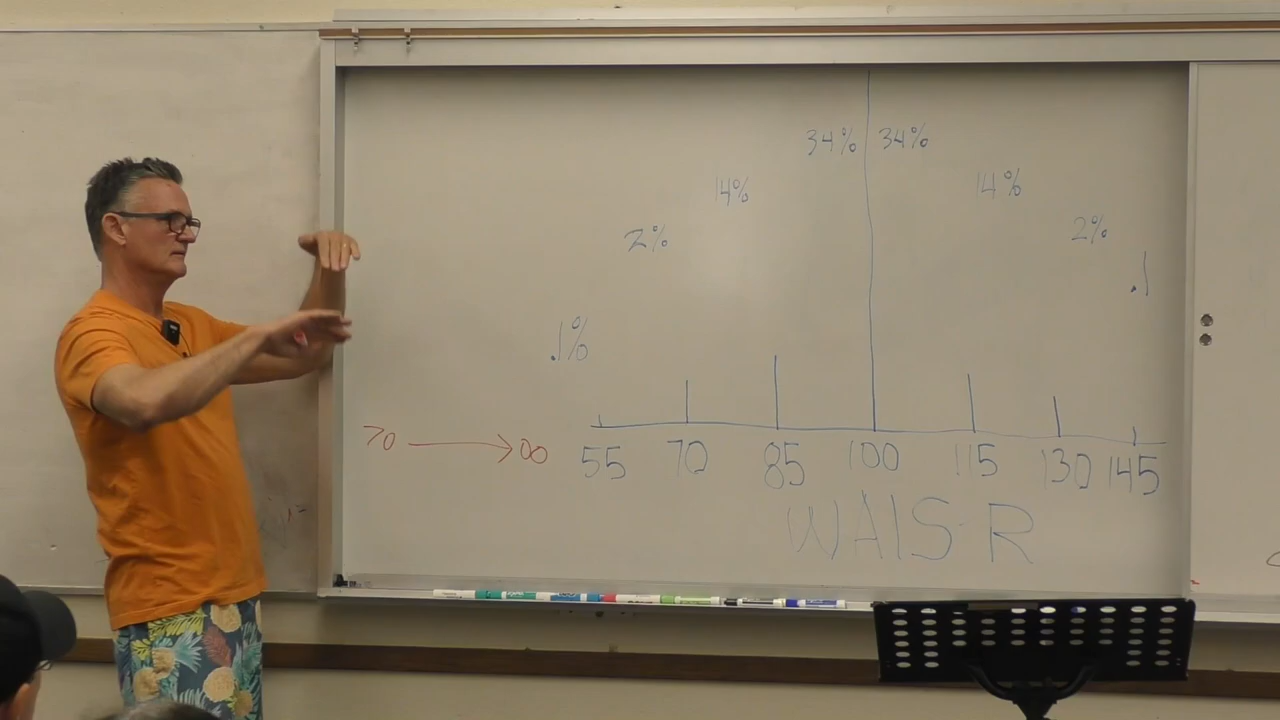 34% 34%
14% 14%
2% 2%
.1
.1%
70 → 00 55 70 85 100 115 130 145
WAIS-R